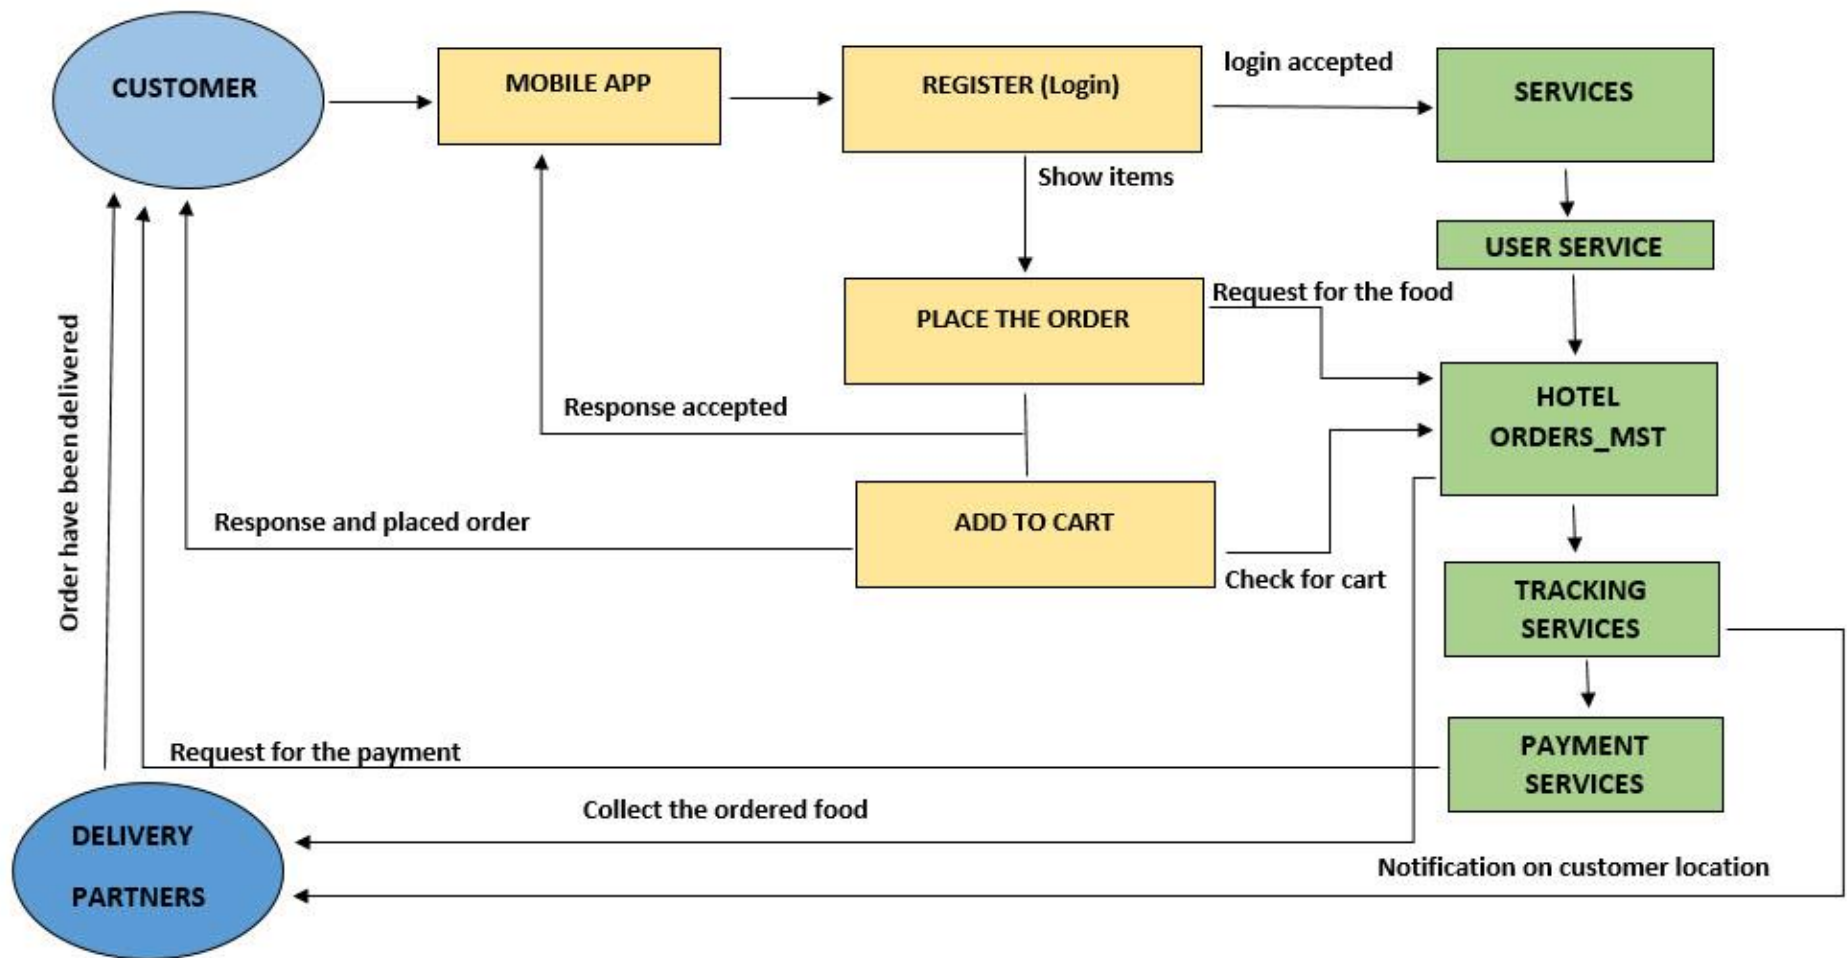 CUSTOMER
MOBILE APP
REGISTER (Login)
login accepted
SERVICES
Show items
USER SERVICE
PLACE THE ORDER
Request for the food
HOTEL
ORDERS_MST
Response accepted
Order have been delivered
Response and placed order
ADD TO CART
Check for cart
TRACKING
SERVICES
Request for the payment
PAYMENT
SERVICES
Collect the ordered food
DELIVERY
PARTNERS
Notification on customer location